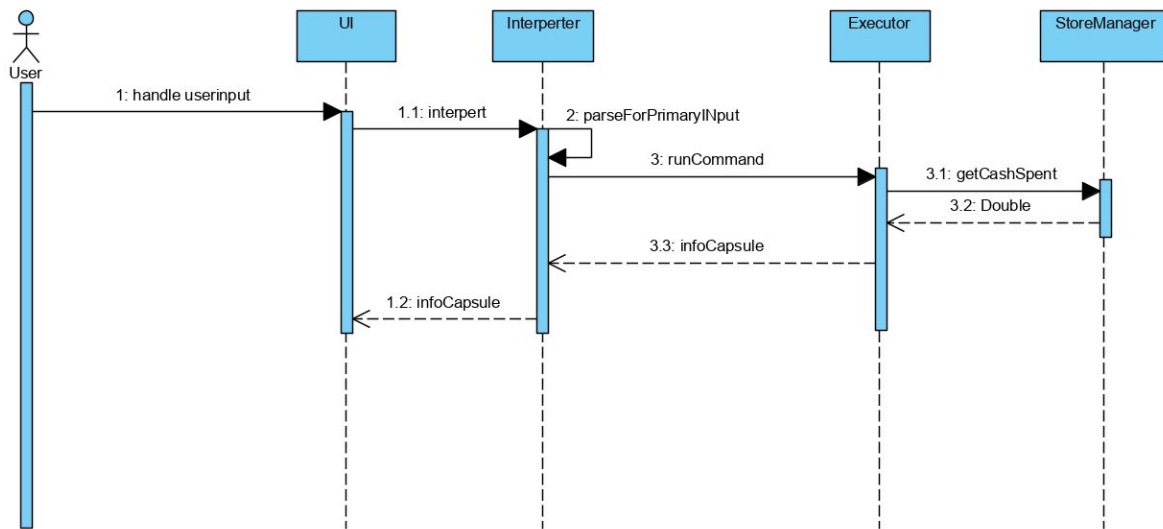 UI
Interperter
Executor
StoreManager
User
1: handle userinput
1.1: interpert
2: parseForPrimaryINput
3: runCommand
3.1: getCashSpent
3.2: Double
3.3: infoCapsule
1.2: infoCapsule